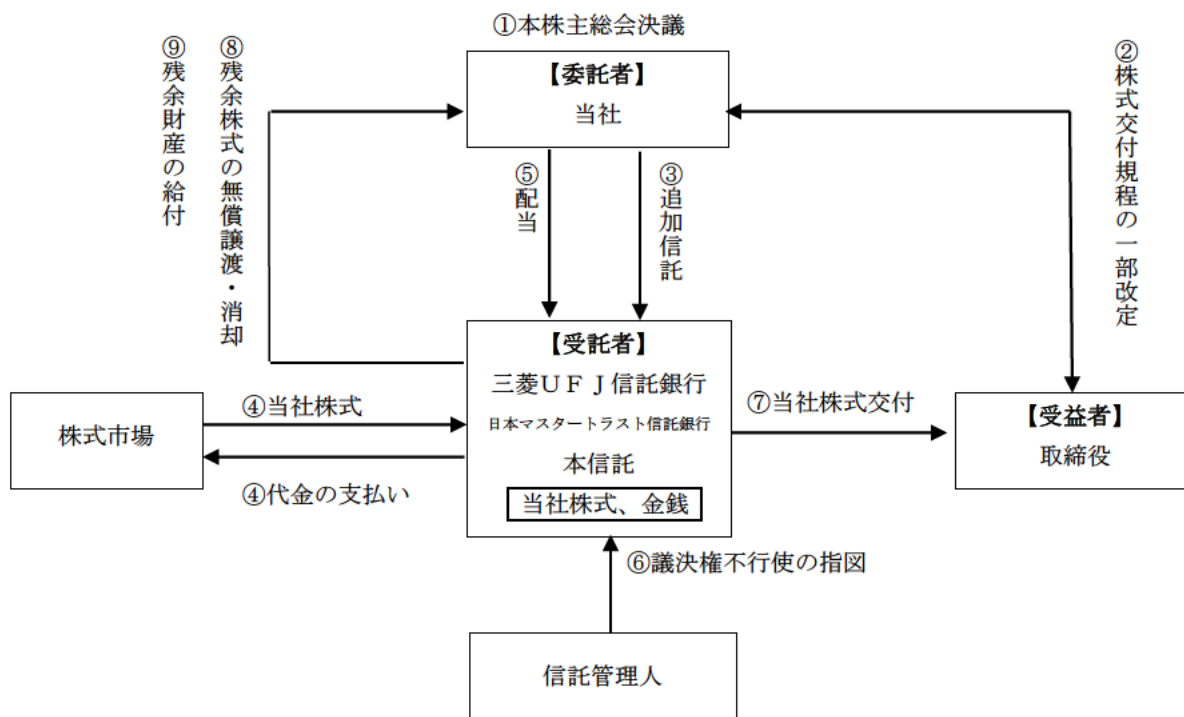 ①本株主総会決議
【委託者】
当社
⑨残余財産の給付
⑧残余株式の無償譲渡・消却
⑤配当
③追加信託
②株式交付規程の一部改定
【受託者】
三菱ＵＦＪ信託銀行
日本マスタートラスト信託銀行
本信託
当社株式、金銭
株式市場
④当社株式
④代金の支払い
⑦当社株式交付
【受益者】
取締役
⑥議決権不行使の指図
信託管理人